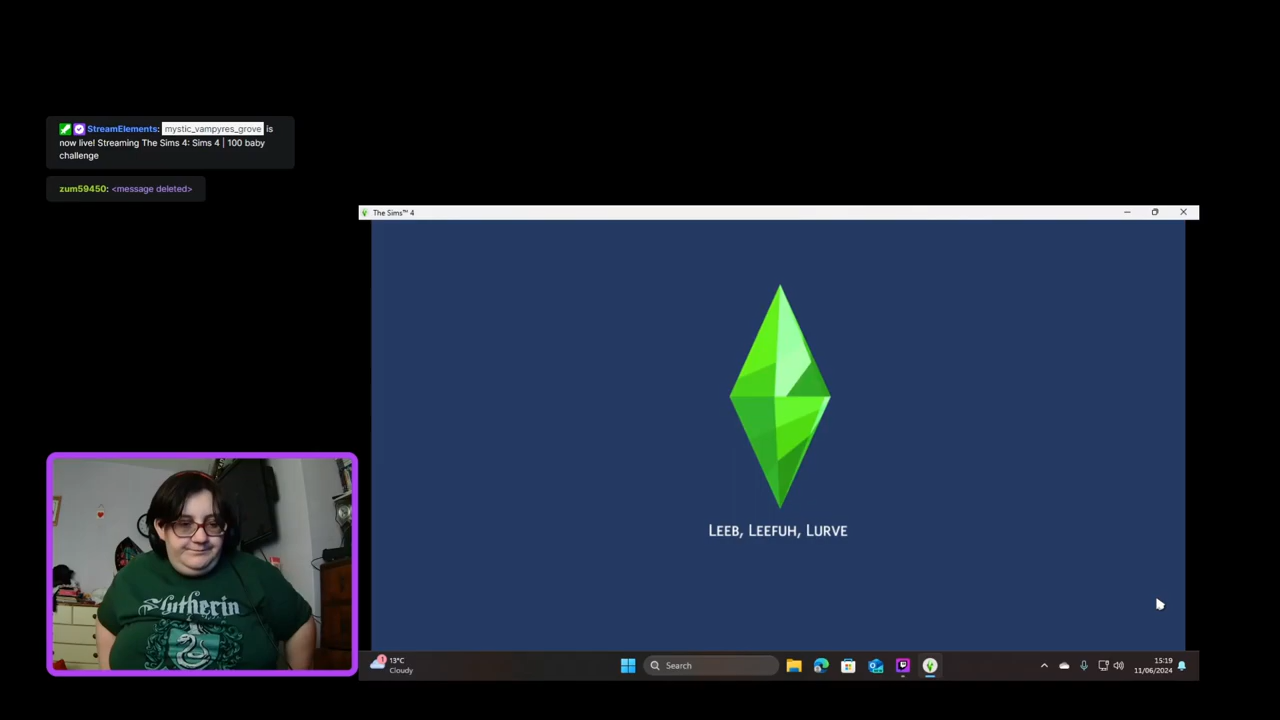 StreamElements: mystic_vampyres_grove is
now live! Streaming The Sims 4: Sims 4 | 100 baby
challenge
zum59450: <message deleted>
The Sims™ 4
LEEB, LEEFUH, LURVE
Slytherin
1
13°C
Cloudy
Search
15:19
11/06/2024